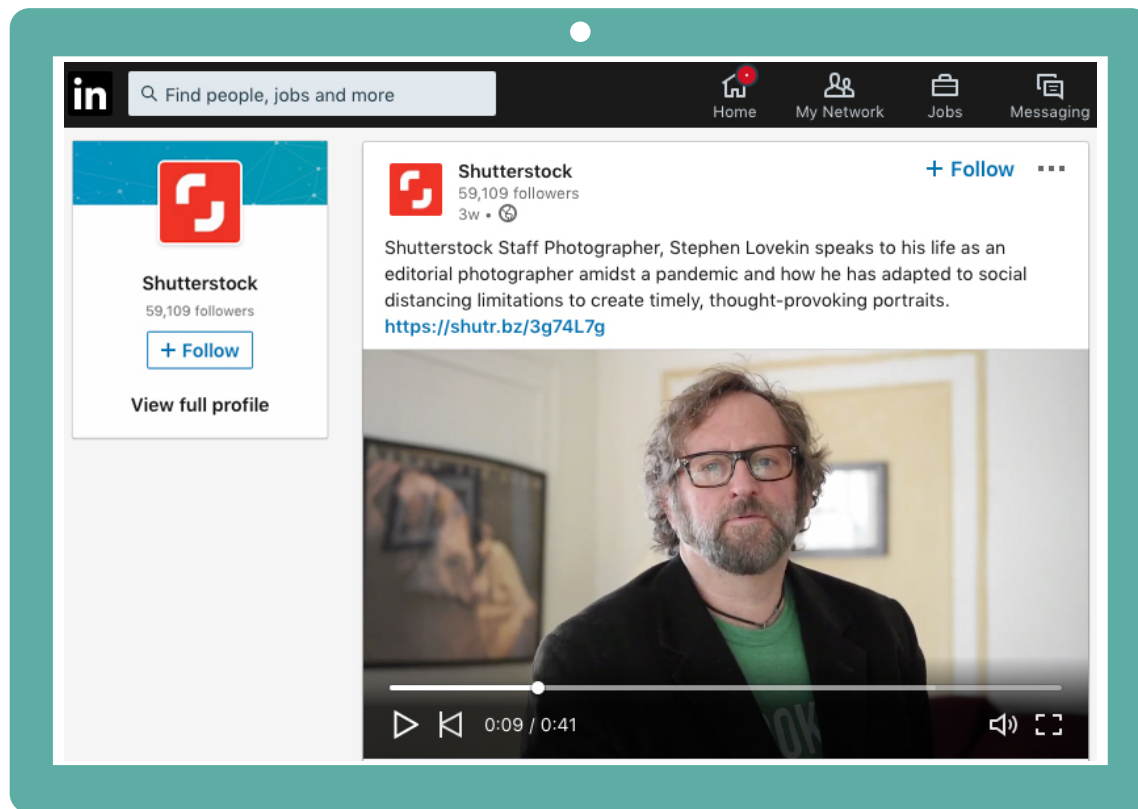 in
Find people, jobs and more
Home
My Network
Jobs
Messaging
Shutterstock
59,109 followers
+ Follow
View full profile
Shutterstock
59,109 followers
3w •
+ Follow
Shutterstock Staff Photographer, Stephen Lovekin speaks to his life as an
editorial photographer amidst a pandemic and how he has adapted to social
distancing limitations to create timely, thought-provoking portraits.
https://shutr.bz/3g74L7g
0:09 / 0:41